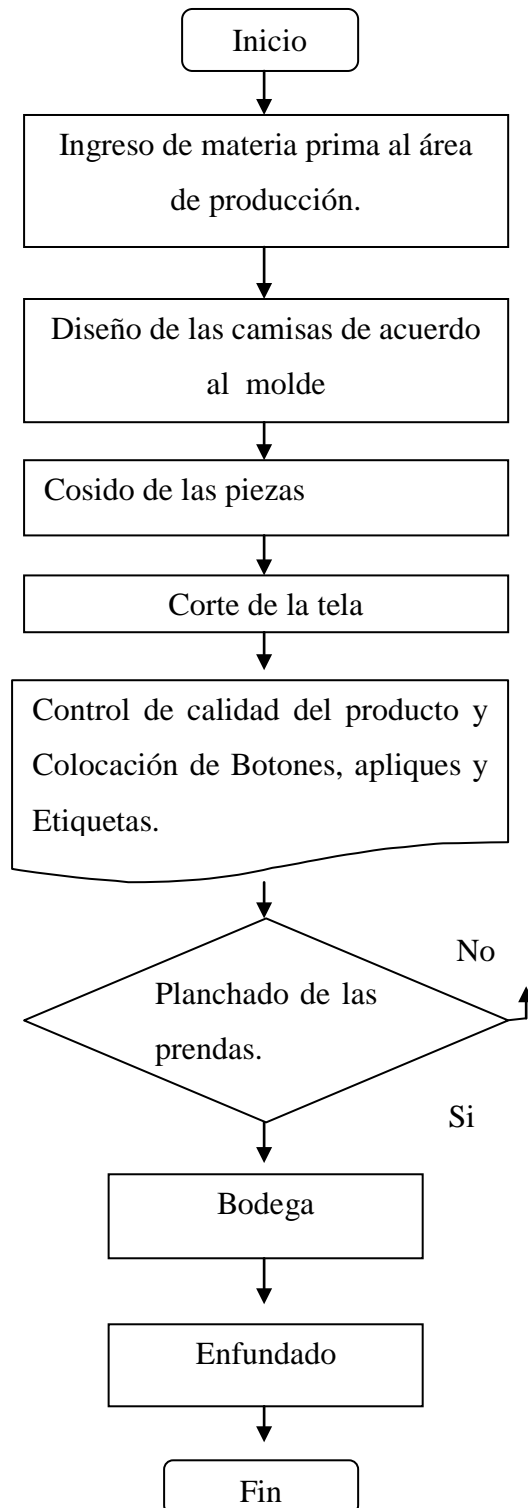 Inicio
Ingreso de materia prima al área
de producción.
Diseño de las camisas de acuerdo
al molde
Cosido de las piezas
Corte de la tela
Control de calidad del producto y
Colocación de Botones, apliques y
Etiquetas.
No
Planchado de las
prendas.
Si
Bodega
Enfundado
Fin